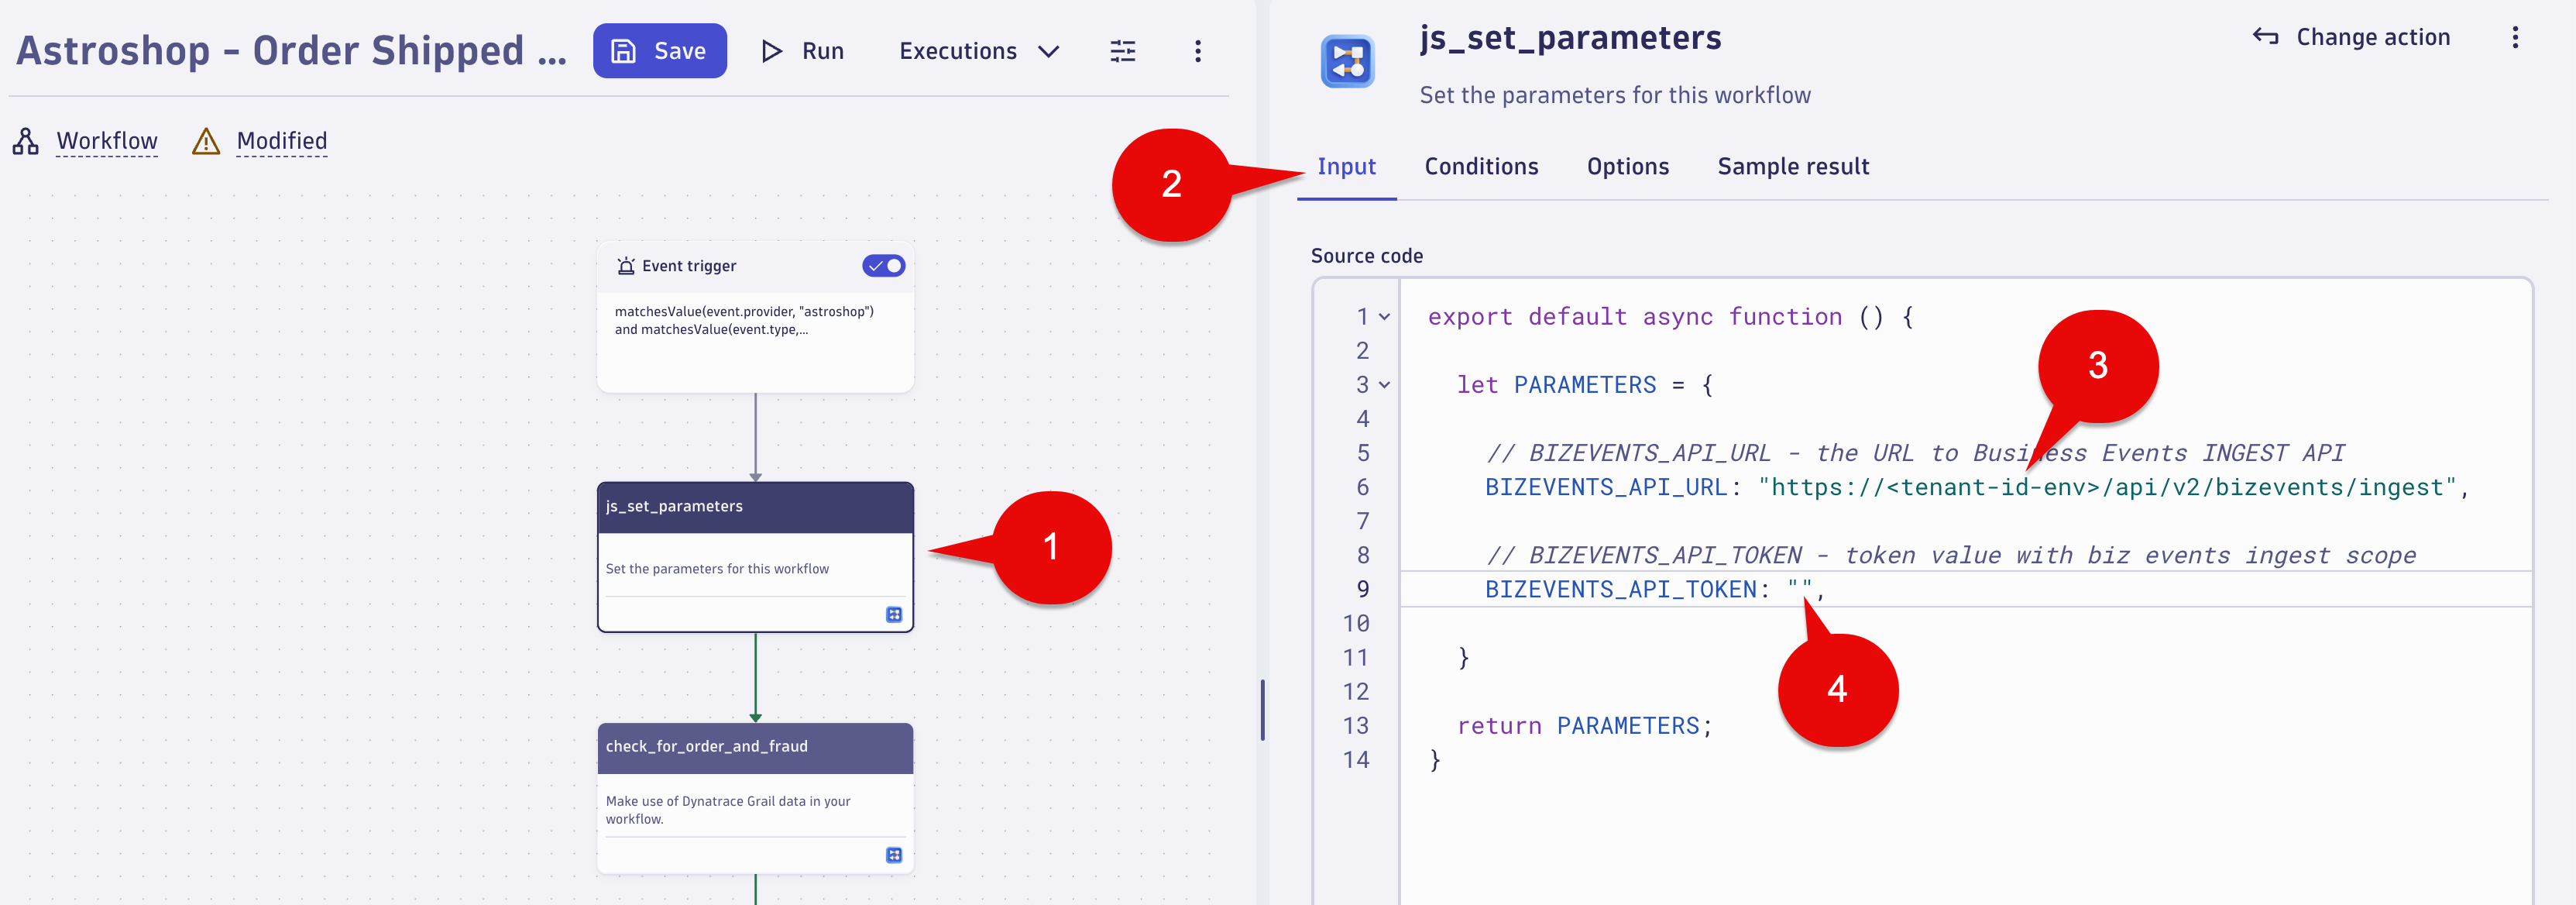 Astroshop - Order Shipped ...
Save
Run
Executions
Workflow
Modified
Event trigger
matchesValue(event.provider, "astroshop")
and matchesValue(event.type,...
js_set_parameters
Set the parameters for this workflow
1
check_for_order_and_fraud
Make use of Dynatrace Grail data in your
workflow.
js_set_parameters
Change action
Set the parameters for this workflow
2
Input
Conditions
Options
Sample result
Source code
1 export default async function () {
2
3 let PARAMETERS = {
4
3
5 // BIZEVENTS_API_URL - the URL to Business Events INGEST API
6 BIZEVENTS_API_URL: "https://<tenant-id-env>/api/v2/bizevents/ingest",
7
8 // BIZEVENTS_API_TOKEN - token value with biz events ingest scope
9 BIZEVENTS_API_TOKEN: "",
10
11 }
4
12
13 return PARAMETERS;
14 }